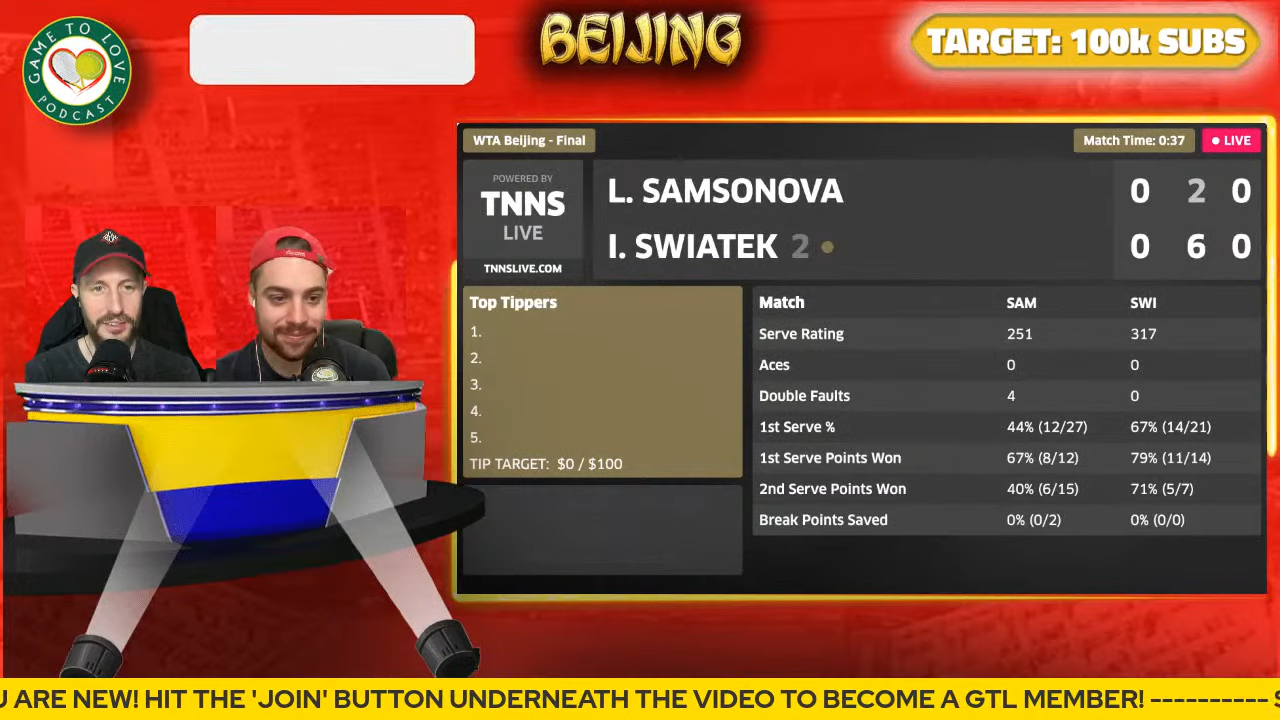 GAME TO LOVE
PODCAST
BEIJING
TARGET: 100k SUBS
WTA Beijing - Final
Match Time: 0:37
LIVE
POWERED BY
TNNS
LIVE
TNNSLIVE.COM
L. SAMSONOVA 0 2 0
I. SWIATEK 2 0 6 0
Top Tippers
1.
2.
3.
4.
5.
TIP TARGET: $0 / $100
Match SAM SWI
Serve Rating 251 317
Aces 0 0
Double Faults 4 0
1st Serve % 44% (12/27) 67% (14/21)
1st Serve Points Won 67% (8/12) 79% (11/14)
2nd Serve Points Won 40% (6/15) 71% (5/7)
Break Points Saved 0% (0/2) 0% (0/0)
U ARE NEW! HIT THE 'JOIN' BUTTON UNDERNEATH THE VIDEO TO BECOME A GTL MEMBER! ---------- S